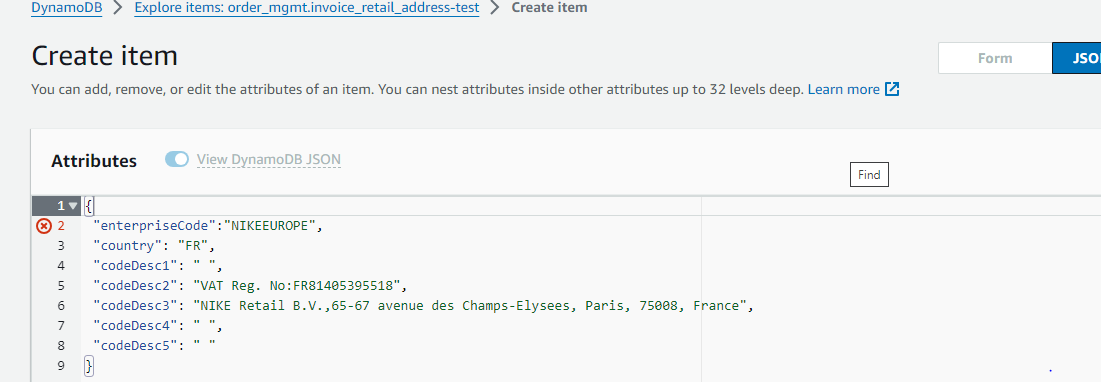 DynamoDB > Explore items: order_mgmt.invoice_retail_address-test > Create item
Create item
Form
JSO
You can add, remove, or edit the attributes of an item. You can nest attributes inside other attributes up to 32 levels deep. Learn more
Attributes View DynamoDB JSON
Find
1 {
2 "enterpriseCode":"NIKEEUROPE",
3 "country": "FR",
4 "codeDesc1": " ",
5 "codeDesc2": "VAT Reg. No:FR81405395518",
6 "codeDesc3": "NIKE Retail B.V.,65-67 avenue des Champs-Elysees, Paris, 75008, France",
7 "codeDesc4": " ",
8 "codeDesc5": " "
9 }